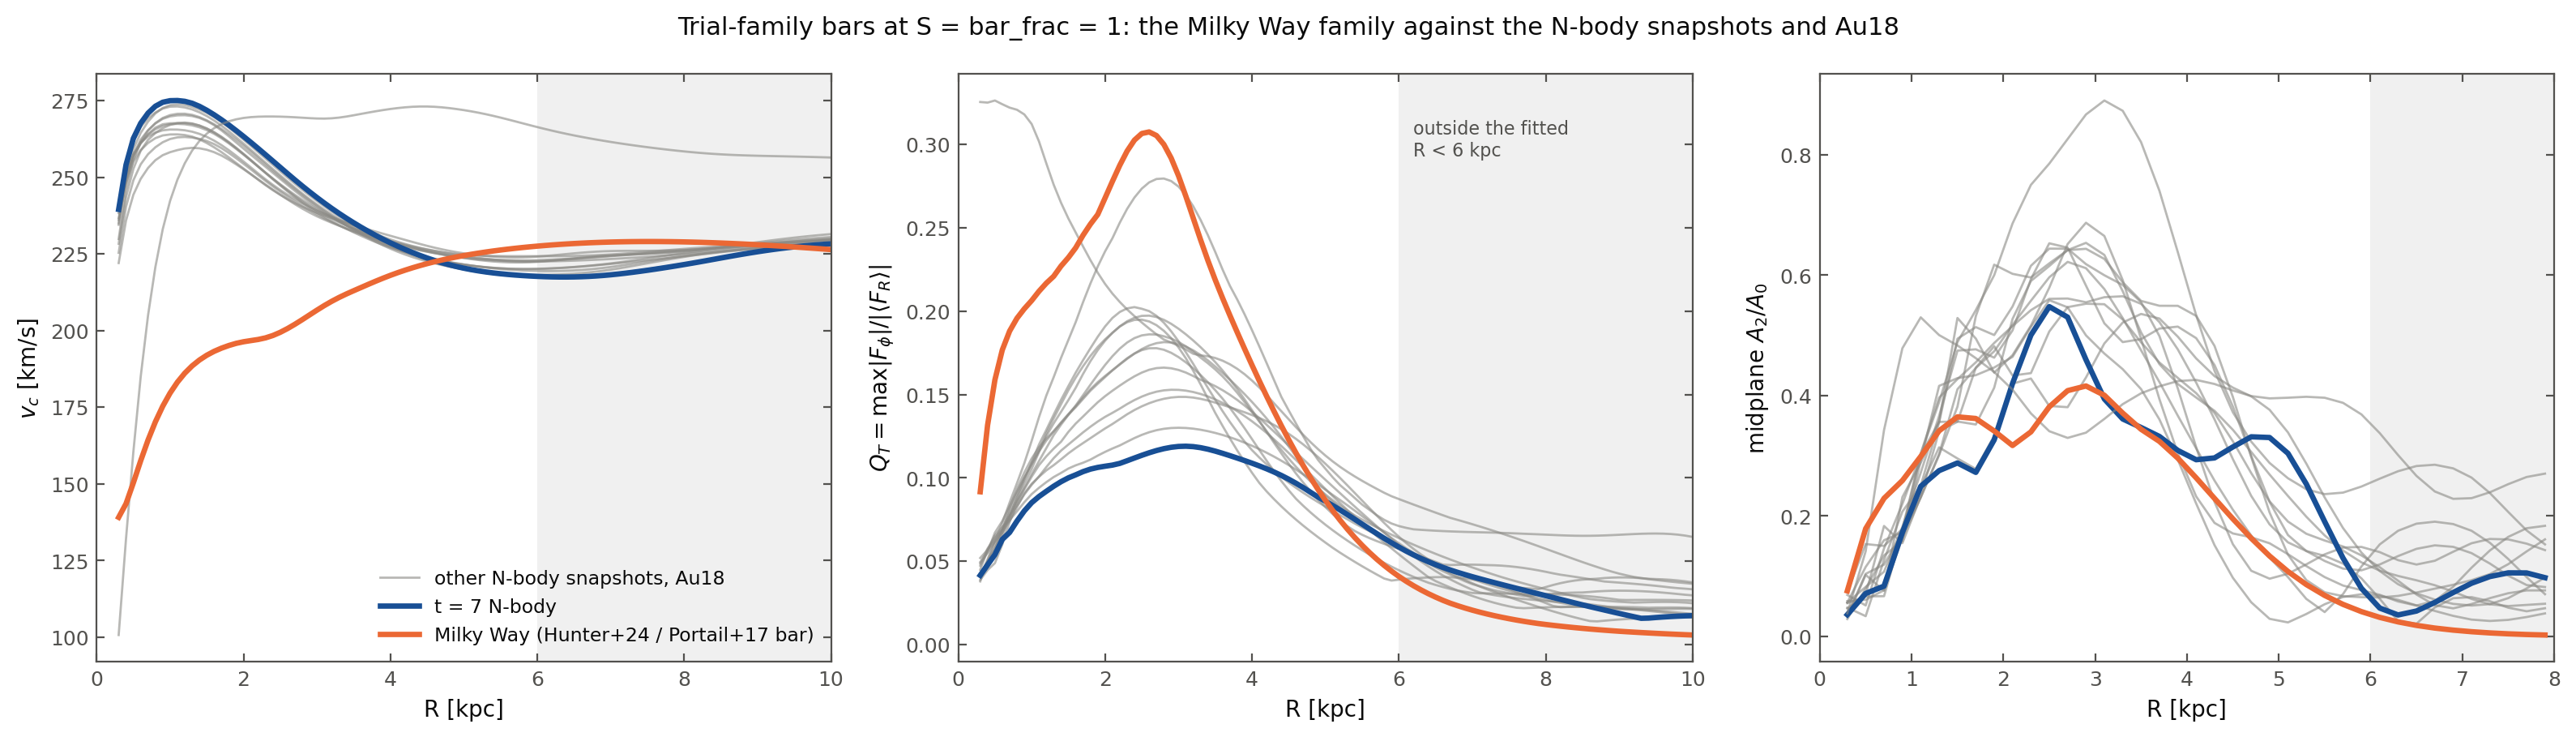 Trial-family bars at S = bar_frac = 1: the Milky Way family against the N-body snapshots and Au18
275
250
225
200
175
150
125
100
v_c [km/s]
other N-body snapshots, Au18
t = 7 N-body
Milky Way (Hunter+24 / Portail+17 bar)
0 2 4 6 8 10
R [kpc]
0.30
0.25
0.20
0.15
0.10
0.05
0.00
Q_T = max|F_ϕ|/|⟨F_R⟩|
outside the fitted
R < 6 kpc
0 2 4 6 8 10
R [kpc]
0.8
0.6
0.4
0.2
0.0
midplane A_2/A_0
0 1 2 3 4 5 6 7 8
R [kpc]